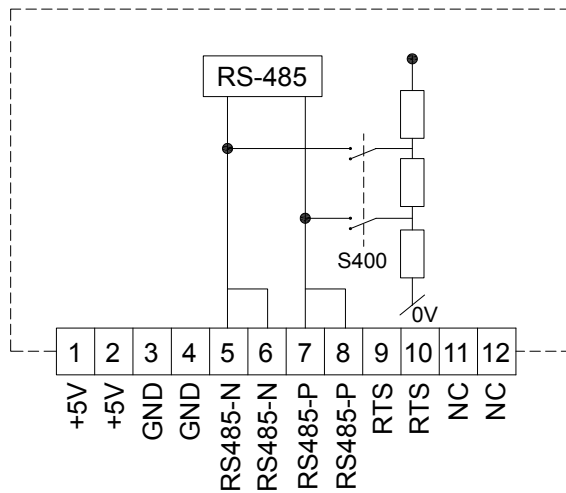 RS-485
S400
0V
1 2 3 4 5 6 7 8 9 10 11 12
+5V
+5V
GND
GND
RS485-N
RS485-N
RS485-P
RS485-P
RTS
RTS
NC
NC